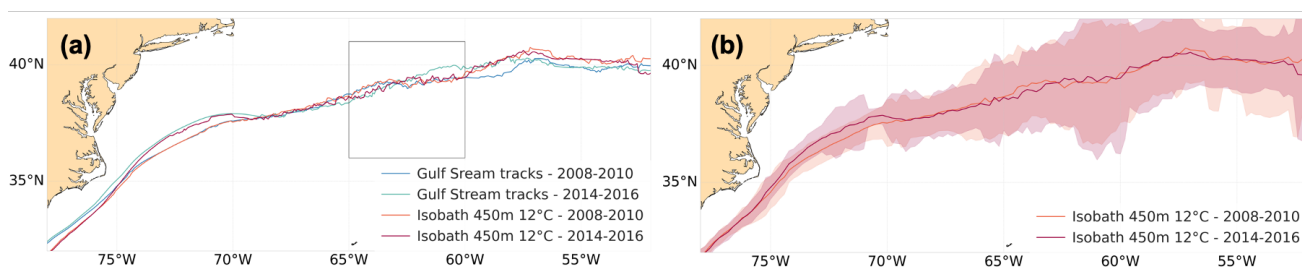 (a)
40°N
35°N
Gulf Sream tracks - 2008-2010
Gulf Stream tracks - 2014-2016
Isobath 450m 12°C - 2008-2010
Isobath 450m 12°C - 2014-2016
75°W 70°W 65°W 60°W 55°W
(b)
40°N
35°N
Isobath 450m 12°C - 2008-2010
Isobath 450m 12°C - 2014-2016
75°W 70°W 65°W 60°W 55°W